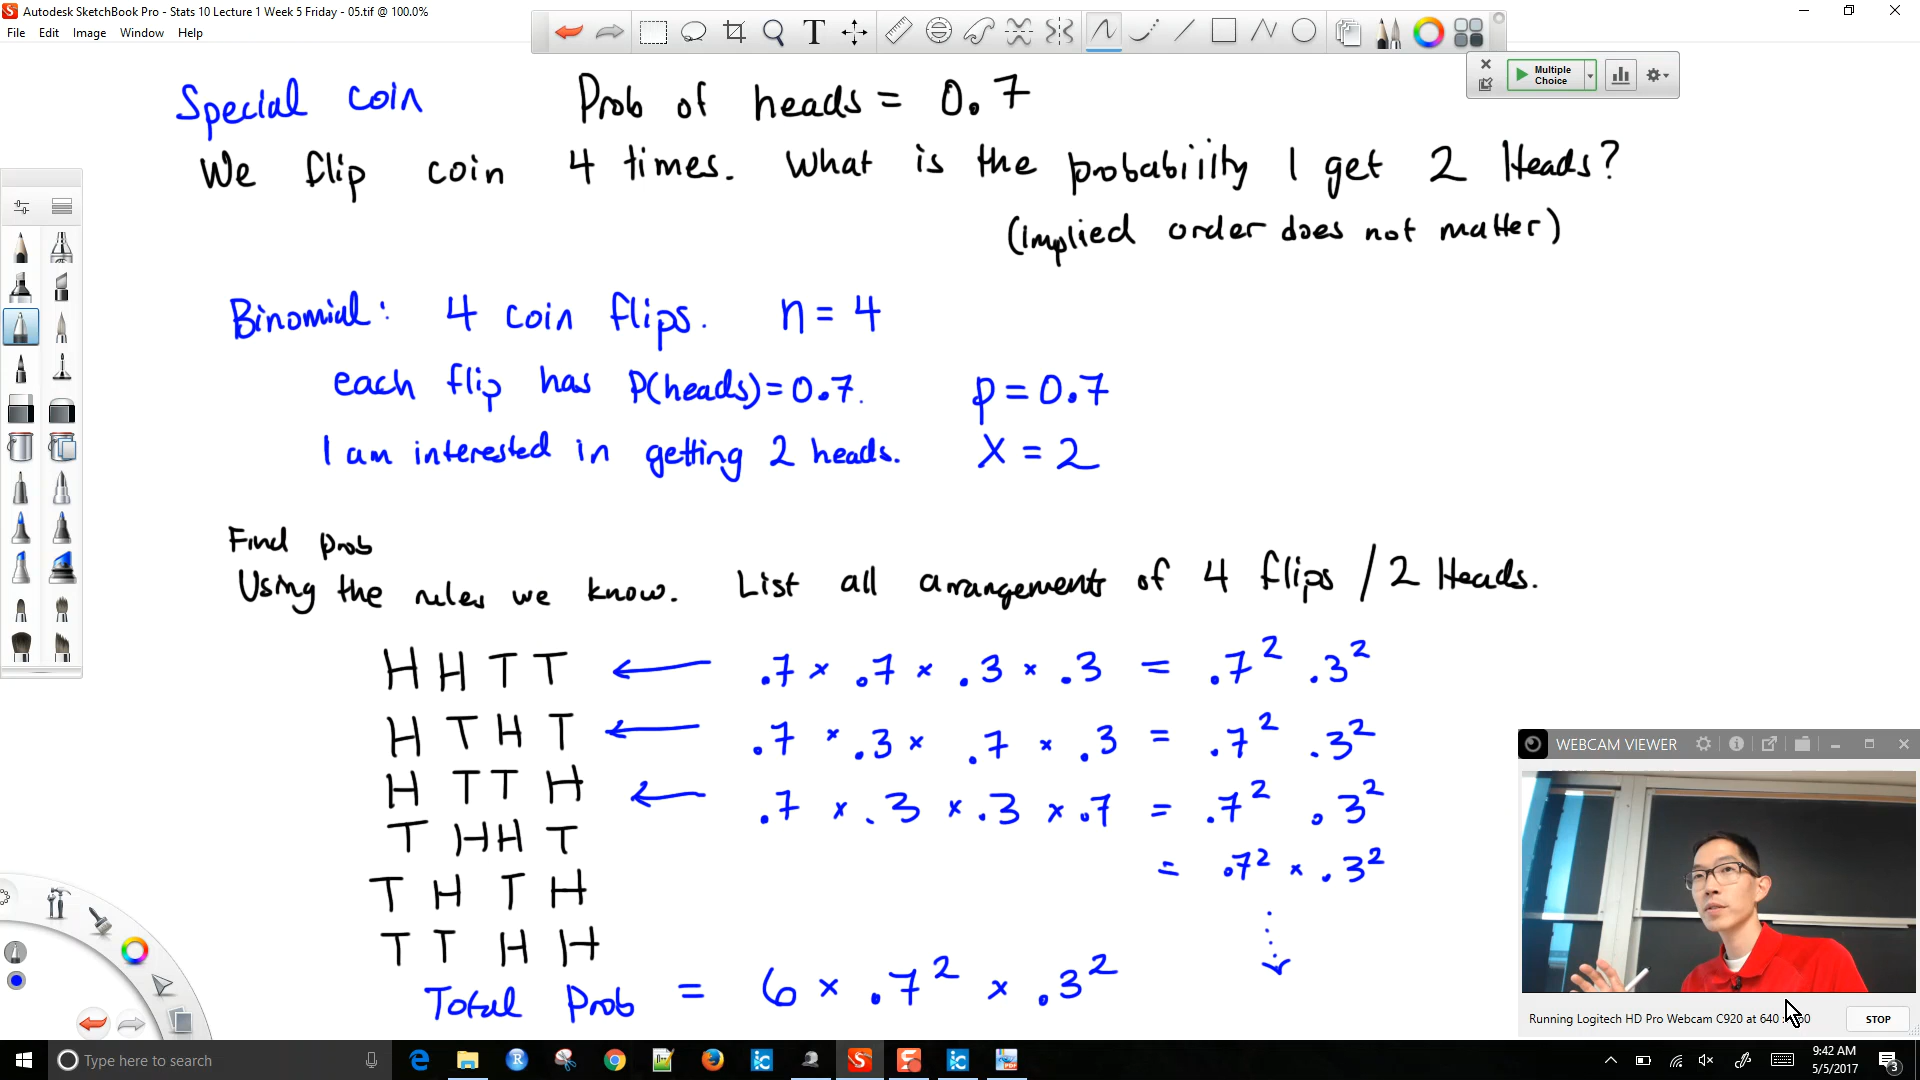 Autodesk SketchBook Pro - Stats 10 Lecture 1 Week 5 Friday - 05.tif @ 100.0%
File Edit Image Window Help
Multiple Choice
Special coin Prob of heads = 0.7
We flip coin 4 times. What is the probability I get 2 Heads?
(implied order does not matter)
Binomial: 4 coin flips. n = 4
each flip has P(heads)=0.7. p = 0.7
I am interested in getting 2 heads. X = 2
Find prob
Using the rules we know. List all arrangements of 4 flips / 2 Heads.
H H T T ← .7 × .7 × .3 × .3 = .7² .3²
H T H T ← .7 × .3 × .7 × .3 = .7² .3²
H T T H ← .7 × .3 × .3 × .7 = .7² .3²
T H H T
= .7² × .3²
T H T H
T T H H
Total Prob = 6 × .7² × .3²
WEBCAM VIEWER
Running Logitech HD Pro Webcam C920 at 640
STOP
Type here to search
9:42 AM
5/5/2017
3